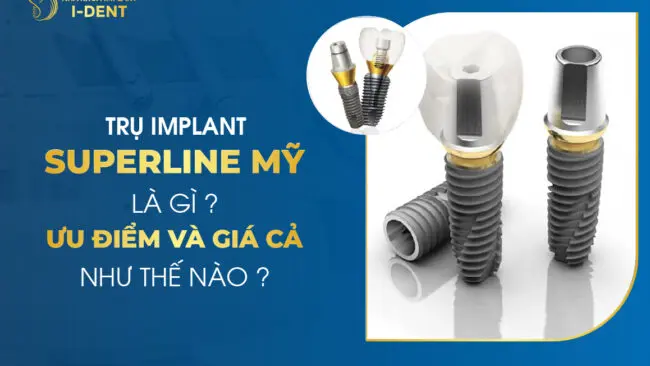 I-DENT
TRỤ IMPLANT
SUPERLINE MỸ
LÀ GÌ ?
ƯU ĐIỂM VÀ GIÁ CẢ
NHƯ THẾ NÀO ?